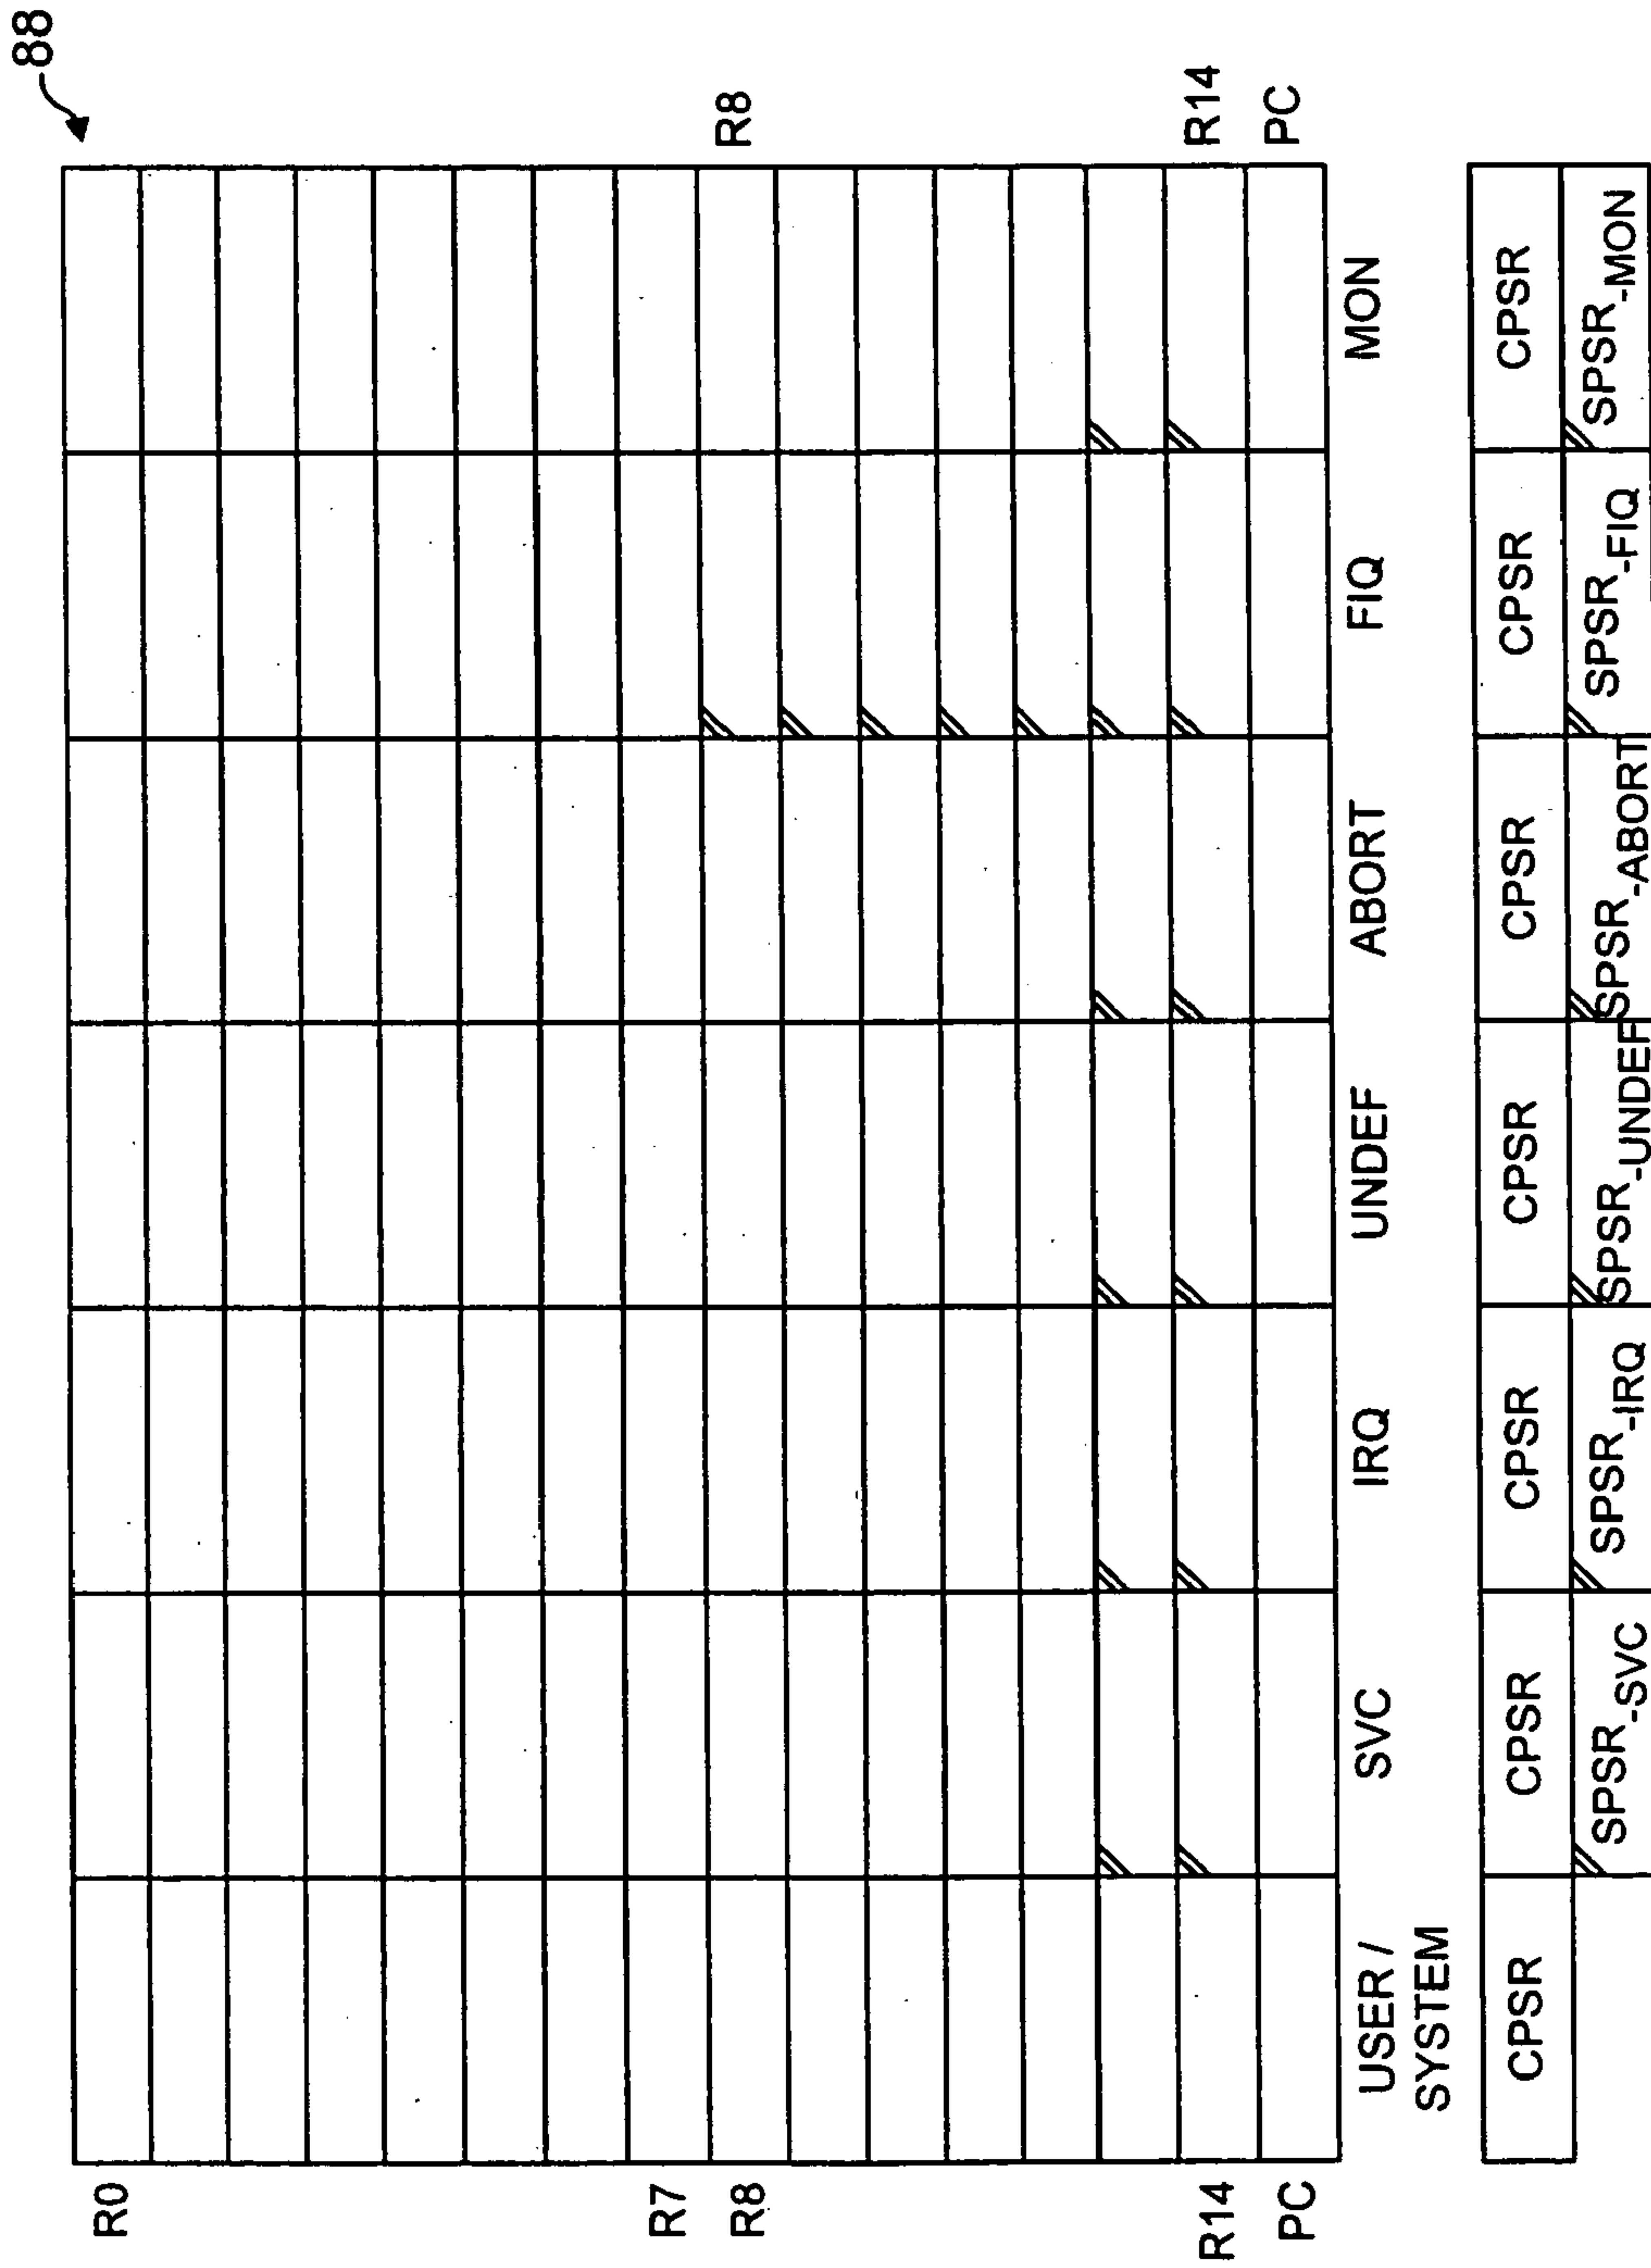 88
R0
R7
R8 R8
R14 R14
PC PC
USER / SYSTEM SVC IRQ UNDEF ABORT FIQ MON
CPSR CPSR CPSR CPSR CPSR CPSR CPSR
SPSR-SVC SPSR-IRQ SPSR-UNDEF SPSR-ABORT SPSR-FIQ SPSR-MON